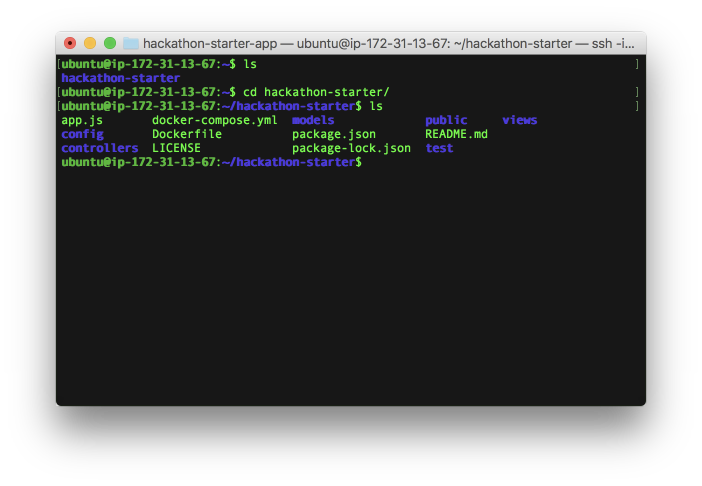 hackathon-starter-app — ubuntu@ip-172-31-13-67: ~/hackathon-starter — ssh -i...
[ubuntu@ip-172-31-13-67:~$ ls ]
hackathon-starter
[ubuntu@ip-172-31-13-67:~$ cd hackathon-starter/ ]
[ubuntu@ip-172-31-13-67:~/hackathon-starter$ ls ]
app.js docker-compose.yml models public views
config Dockerfile package.json README.md
controllers LICENSE package-lock.json test
ubuntu@ip-172-31-13-67:~/hackathon-starter$